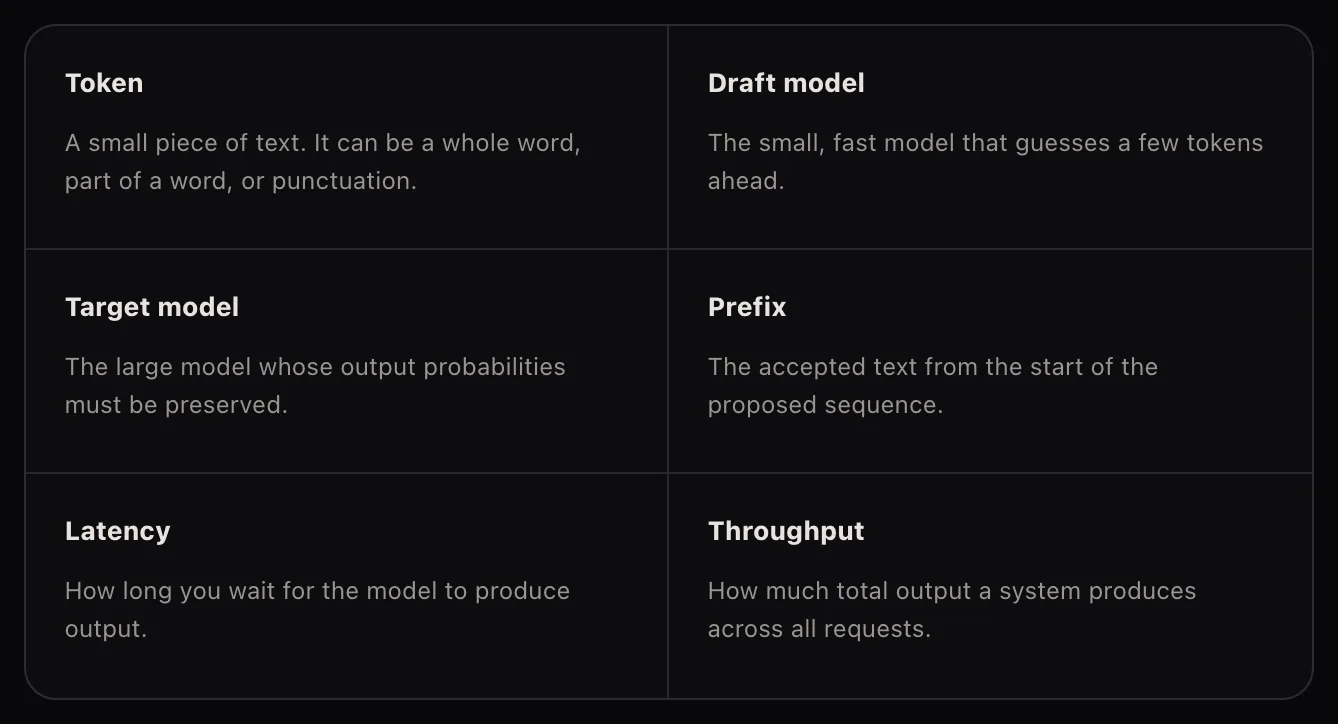 Token
A small piece of text. It can be a whole word,
part of a word, or punctuation.
Draft model
The small, fast model that guesses a few tokens
ahead.
Target model
The large model whose output probabilities
must be preserved.
Prefix
The accepted text from the start of the
proposed sequence.
Latency
How long you wait for the model to produce
output.
Throughput
How much total output a system produces
across all requests.